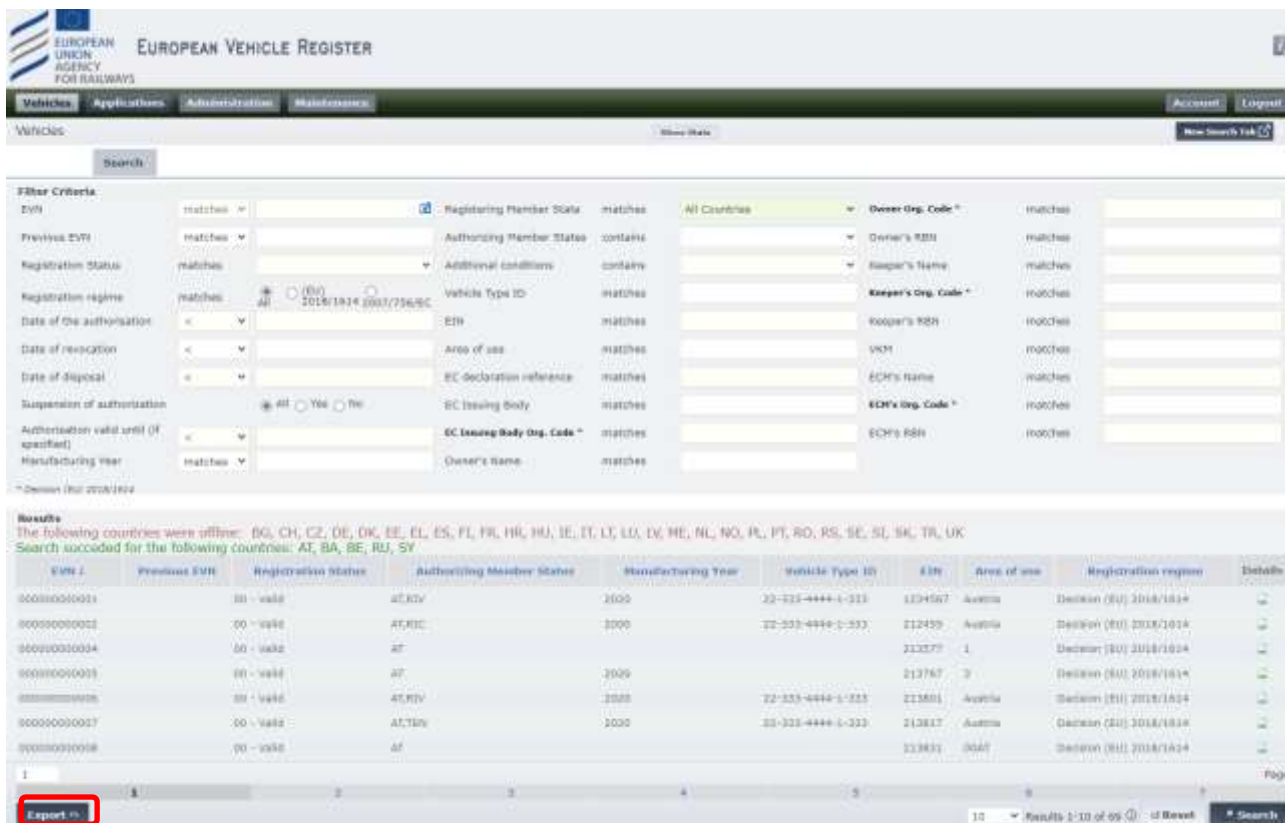 EUROPEAN
UNION
AGENCY
FOR RAILWAYS
EUROPEAN VEHICLE REGISTER
Vehicles Applications Administration Maintenance Account Logout
Vehicles Show Stats New Search Tab
Search
Filter Criteria
EVN matches Registering Member State matches All Countries Owner Org. Code * matches
Previous EVN matches Authorizing Member States contains Owner's RBN matches
Registration Status matches Additional conditions contains Keeper's Name matches
Registration regime matches All (EU) 2018/1614 2007/756/EC Vehicle Type ID matches Keeper's Org. Code * matches
Date of the authorisation < EIN matches Keeper's RBN matches
Date of revocation < Area of use matches VKM matches
Date of disposal < EC declaration reference matches ECM's Name matches
Suspension of authorisation All Yes No EC Issuing Body matches ECM's Org. Code * matches
Authorisation valid until (if specified) < EC Issuing Body Org. Code * matches ECM's RBN matches
Manufacturing Year matches Owner's Name matches
* Decision (EU) 2018/1614
Results
The following countries were offline: BG, CH, CZ, DE, DK, EE, EL, ES, FI, FR, HR, HU, IE, IT, LT, LU, LV, ME, NL, NO, PL, PT, RO, RS, SE, SI, SK, TR, UK
Search succeded for the following countries: AT, BA, BE, RU, SY
EVN Previous EVN Registration Status Authorizing Member States Manufacturing Year Vehicle Type ID EIN Area of use Registration regime Details
000000000001 00 - Valid AT,RIV 2020 22-333-4444-1-333 1234567 Austria Decision (EU) 2018/1614
000000000002 00 - Valid AT,RIC 2000 22-333-4444-1-333 Austria Decision (EU) 2018/1614
000000000004 00 - Valid AT 1 Decision (EU) 2018/1614
00 - Valid AT 2020 213767 3 Decision (EU) 2018/1614
00 - Valid AT,RIV 2020 22-333-4444-1-333 Austria Decision (EU) 2018/1614
000000000007 00 - Valid AT,TEN 2020 22-333-4444-1-333 Austria Decision (EU) 2018/1614
000000000008 00 - Valid AT 00AT Decision (EU) 2018/1614
1 Page
1 2 3 4 5 6 7
Export 10 Results 1-10 of 69 Reset Search